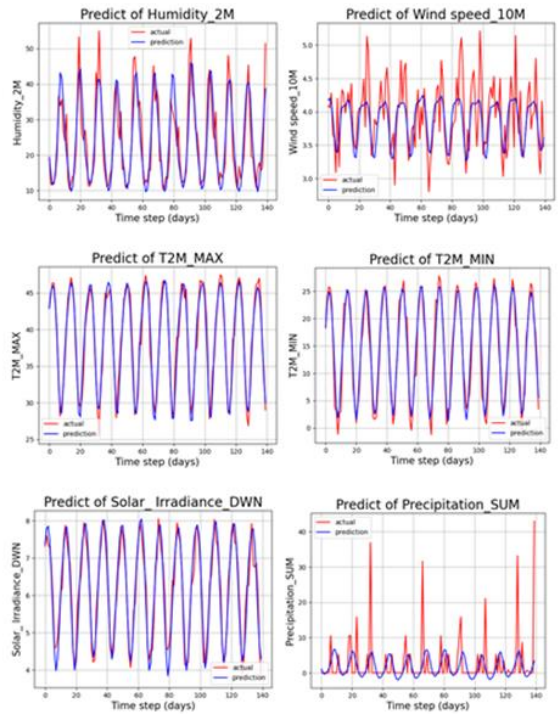 Predict of Humidity_2M
actual
prediction
Humidity_2M
50
40
30
20
10
0 20 40 60 80 100 120 140
Time step (days)
Predict of Wind speed_10M
Wind speed_10M
5.0
4.5
4.0
3.5
3.0
actual
prediction
0 20 40 60 80 100 120 140
Time step (days)
Predict of T2M_MAX
T2M_MAX
45
40
35
30
25
actual
prediction
0 20 40 60 80 100 120 140
Time step (days)
Predict of T2M_MIN
T2M_MIN
25
20
15
10
5
0
actual
prediction
0 20 40 60 80 100 120 140
Time step (days)
Predict of Solar_ Irradiance_DWN
Solar_ Irradiance_DWN
8
7
6
5
4
actual
prediction
0 20 40 60 80 100 120 140
Time step (days)
Predict of Precipitation_SUM
actual
prediction
Precipitation_SUM
40
30
20
10
0
0 20 40 60 80 100 120 140
Time step (days)